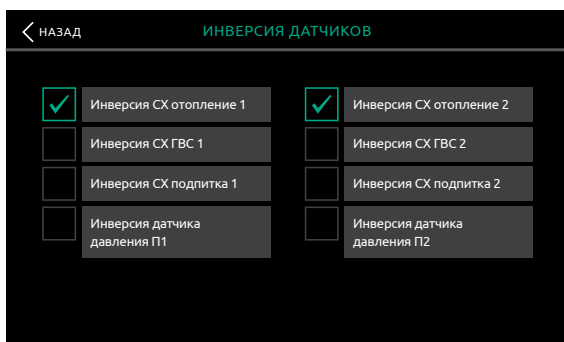 НАЗАД
ИНВЕРСИЯ ДАТЧИКОВ
Инверсия СХ отопление 1
Инверсия СХ отопление 2
Инверсия СХ ГВС 1
Инверсия СХ ГВС 2
Инверсия СХ подпитка 1
Инверсия СХ подпитка 2
Инверсия датчика
давления П1
Инверсия датчика
давления П2